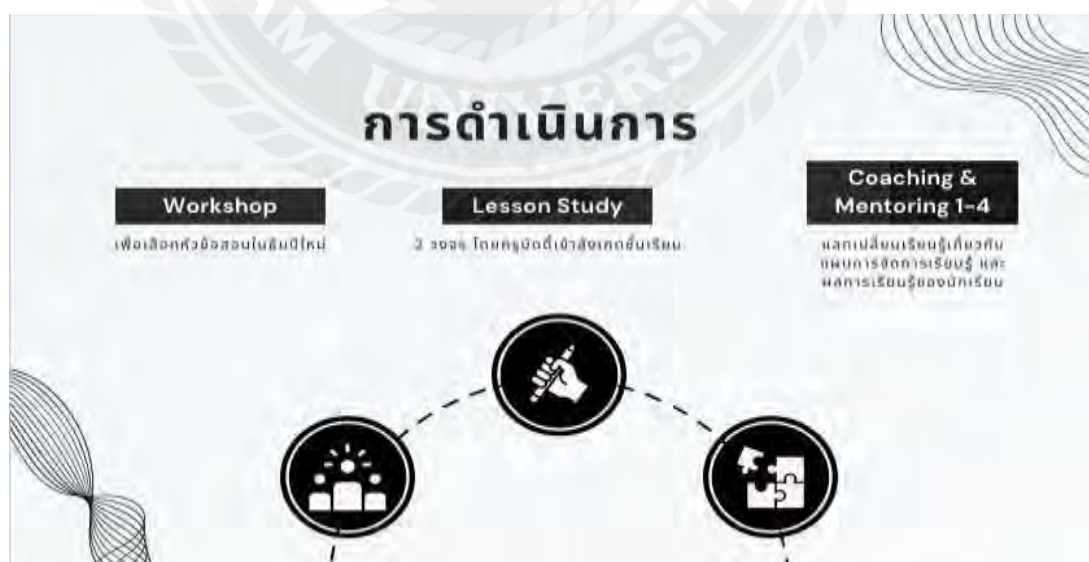 UNIVERSIT
การดำเนินการ
Workshop
เพื่อเลือกหัวข้อสอนในธีมปีใหม่
Lesson Study
3 วงจร โดยครูบัดดี้เข้าสังเกตชั้นเรียน
Coaching &
Mentoring 1-4
แลกเปลี่ยนเรียนรู้เกี่ยวกับ
แผนการจัดการเรียนรู้ และ
ผลการเรียนรู้ของนักเรียน